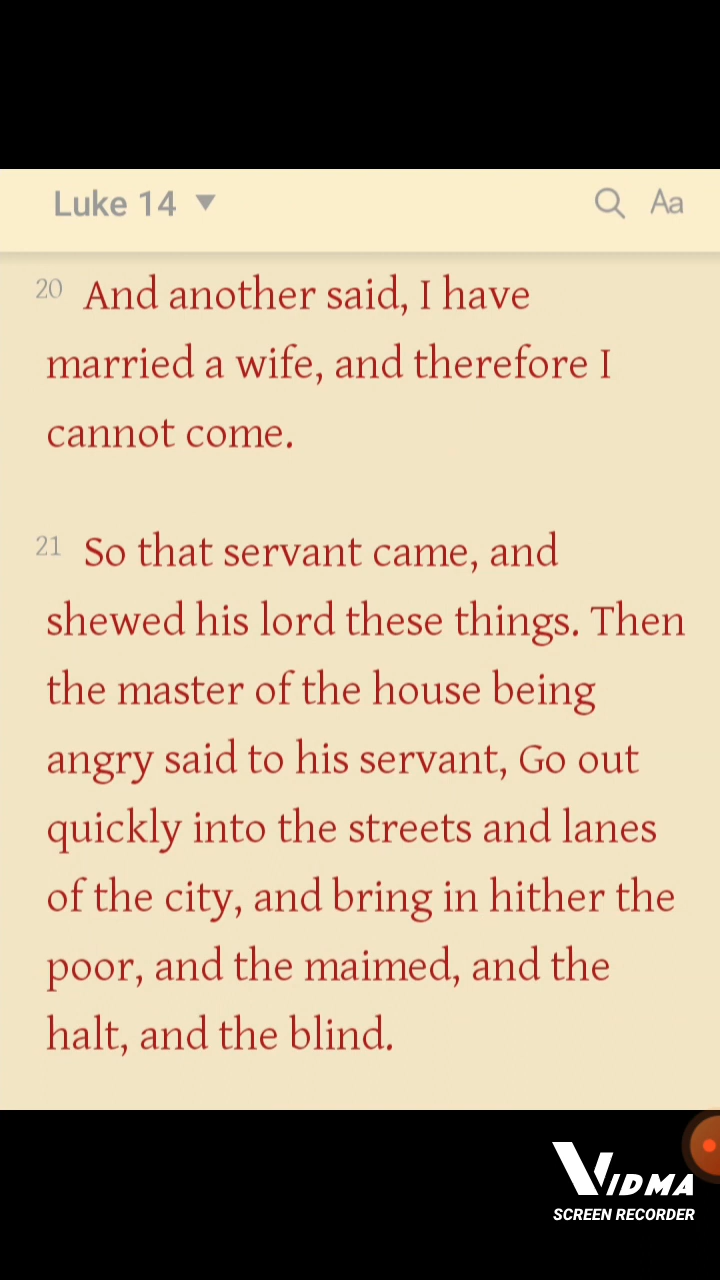 Luke 14 ▼ Aa
20 And another said, I have
married a wife, and therefore I
cannot come.
21 So that servant came, and
shewed his lord these things. Then
the master of the house being
angry said to his servant, Go out
quickly into the streets and lanes
of the city, and bring in hither the
poor, and the maimed, and the
halt, and the blind.
VIDMA
SCREEN RECORDER